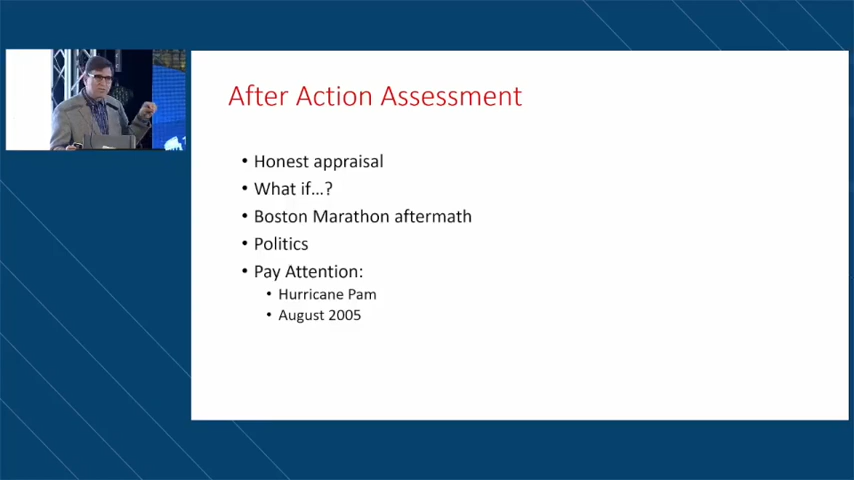 After Action Assessment
• Honest appraisal
• What if...?
• Boston Marathon aftermath
• Politics
• Pay Attention:
• Hurricane Pam
• August 2005